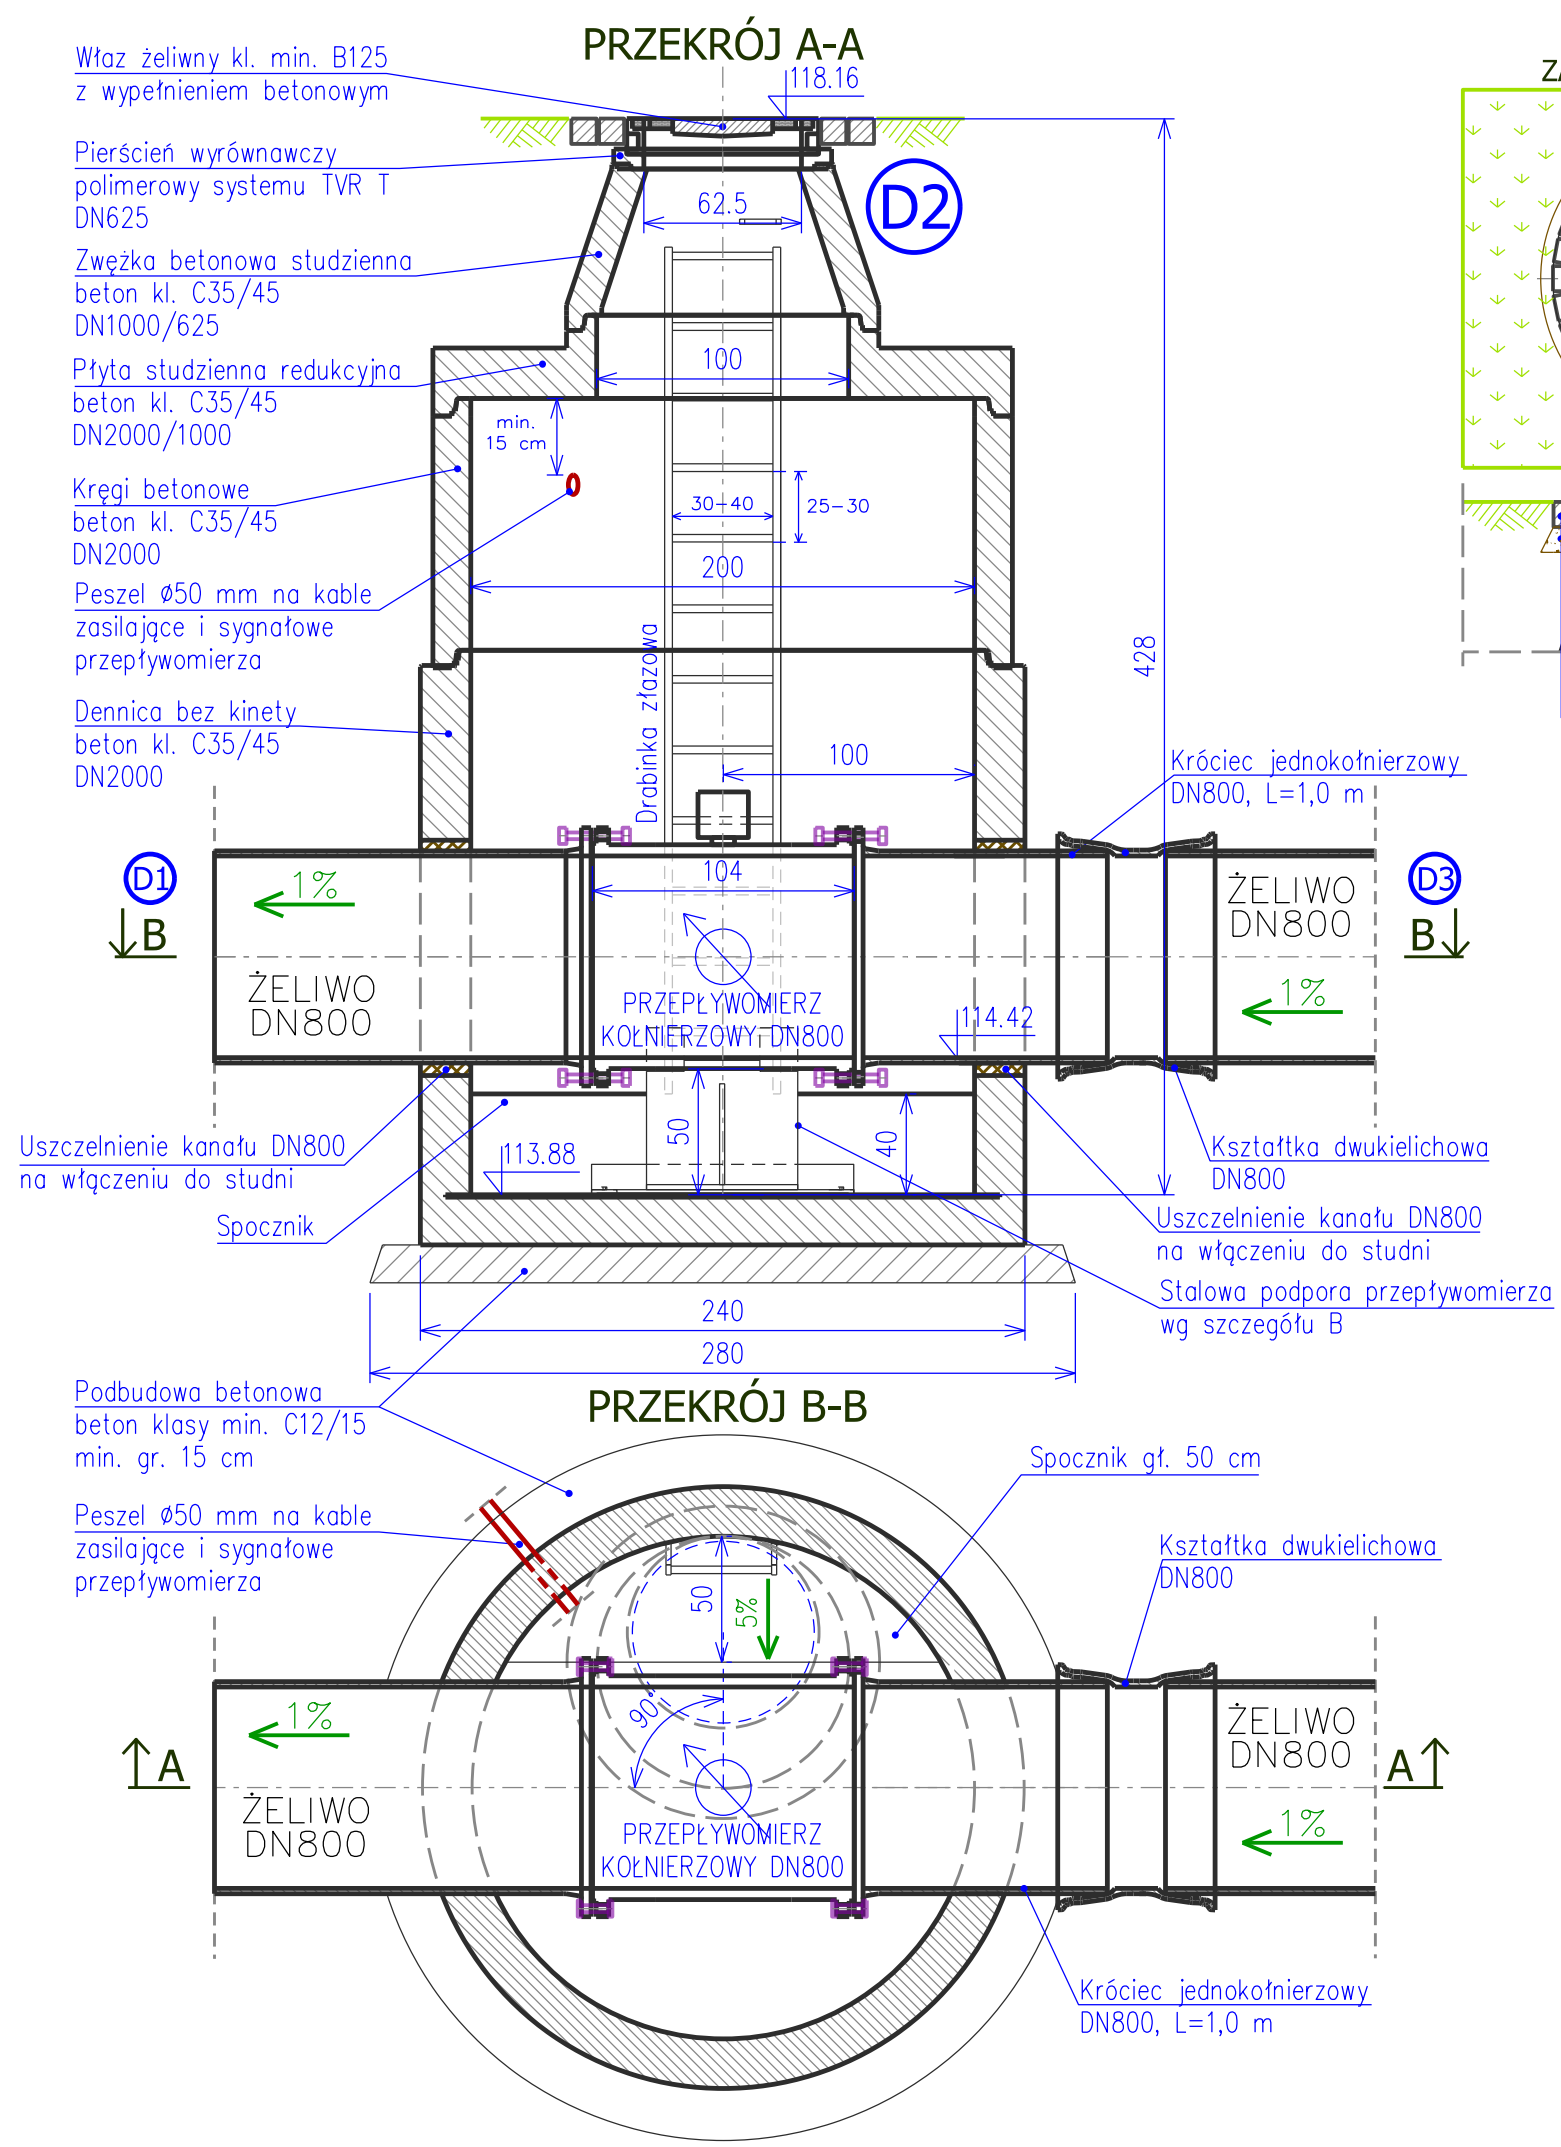 PRZEKRÓJ A-A
Właz żeliwny kl. min. B125
z wypełnieniem betonowym
118.16
Pierścień wyrównawczy
polimerowy systemu TVR T
DN625
D2
62.5
Zwężka betonowa studzienna
beton kl. C35/45
DN1000/625
Płyta studzienna redukcyjna
beton kl. C35/45
DN2000/1000
100
min.
15 cm
Kręgi betonowe
beton kl. C35/45
DN2000
30-40
25-30
200
Peszel ø50 mm na kable
zasilające i sygnałowe
przepływomierza
Drabinka złazowa
428
Dennica bez kinety
beton kl. C35/45
DN2000
100
Króciec jednokołnierzowy
DN800, L=1,0 m
D1
1%
104
ŻELIWO
DN800
D3
B
B
ŻELIWO
DN800
PRZEPŁYWOMIERZ
KOŁNIERZOWY DN800
114.42
1%
50
40
113.88
Uszczelnienie kanału DN800
na włączeniu do studni
Spocznik
Kształtka dwukielichowa
DN800
Uszczelnienie kanału DN800
na włączeniu do studni
Stalowa podpora przepływomierza
wg szczegółu B
240
280
Podbudowa betonowa
beton klasy min. C12/15
min. gr. 15 cm
PRZEKRÓJ B-B
Spocznik gł. 50 cm
Peszel ø50 mm na kable
zasilające i sygnałowe
przepływomierza
Kształtka dwukielichowa
DN800
50
5%
90°
1%
ŻELIWO
DN800
A
A
ŻELIWO
DN800
PRZEPŁYWOMIERZ
KOŁNIERZOWY DN800
1%
Króciec jednokołnierzowy
DN800, L=1,0 m